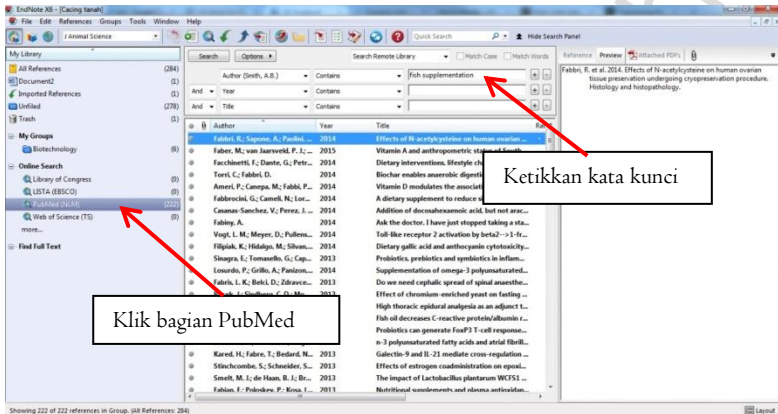 EndNote X6 - [Cacing tanah]
File Edit References Groups Tools Window Help
J Animal Science Quick Search Hide Search Panel
My Library
All References (284)
Document2 (1)
Imported References (1)
Unfiled (278)
Trash (1)
My Groups
Biotechnology (6)
Online Search
Library of Congress (0)
LISTA (EBSCO) (0)
PubMed (NLM) (222)
Web of Science (TS) (0)
more...
Find Full Text
Search Options Search Remote Library Match Case Match Words
Author (Smith, A.B.) Contains Fish supplementation
And Year Contains
And Title Contains
Author Year Title
Fabbri, R.; Sapone, A.; Paolini, ... 2014 Effects of N-acetylcysteine on human ovarian ...
Faber, M.; van Jaarsveld, P. J.; ... 2015 Vitamin A and anthropometric status of South
Facchinetti, F.; Dante, G.; Petr... 2014 Dietary interventions, lifestyle
Torri, C.; Fabbri, D. 2014 Biochar enables anaerobic
Ameri, P.; Canepa, M.; Fabbi, P... 2014 Vitamin D modulates the
Fabbrocini, G.; Cameli, N.; Lor... 2014 A dietary supplement to reduce
Casanas-Sanchez, V.; Perez, J. ... 2014 Addition of docosahexaenoic acid, but not arac...
Fabiny, A. 2014 Ask the doctor. I have just stopped taking a sta...
Vogt, L. M.; Meyer, D.; Pullens... 2014 Toll-like receptor 2 activation by beta2-->1-fr...
Filipiak, K.; Hidalgo, M.; Silvan,... 2014 Dietary gallic acid and anthocyanin cytotoxicity...
Sinagra, E.; Tomasello, G.; Cap... 2013 Probiotics, prebiotics and symbiotics in inflam...
Losurdo, P.; Grillo, A.; Panizon,... 2014 Supplementation of omega-3 polyunsaturated...
Fabris, L. K.; Belci, D.; Zdravce... 2013 Do we need cephalic spread of spinal anaesthe...
2013 Effect of chromium-enriched yeast on fasting ...
High thoracic epidural analgesia as an adjunct t...
Fish oil decreases C-reactive protein/albumin r...
Probiotics can generate FoxP3 T-cell response...
n-3 polyunsaturated fatty acids and atrial fibrill...
Kared, H.; Fabre, T.; Bedard, N... 2013 Galectin-9 and IL-21 mediate cross-regulation ...
Stinchcombe, S.; Schneider, S... 2013 Effects of estrogen coadministration on epoxi...
Smelt, M. J.; de Haan, B. J.; Br... 2013 The impact of Lactobacillus plantarum WCFS1 ...
Fabian, E.; 2013 Nutritional supplements and plasma antioxidan...
Reference Preview Attached PDFs
Fabbri, R. et al. 2014. Effects of N-acetylcysteine on human ovarian
tissue preservation undergoing cryopreservation procedure.
Histology and histopathology.
Ketikkan kata kunci
Klik bagian PubMed
Showing 222 of 222 references in Group. (All References: 284)
Layout